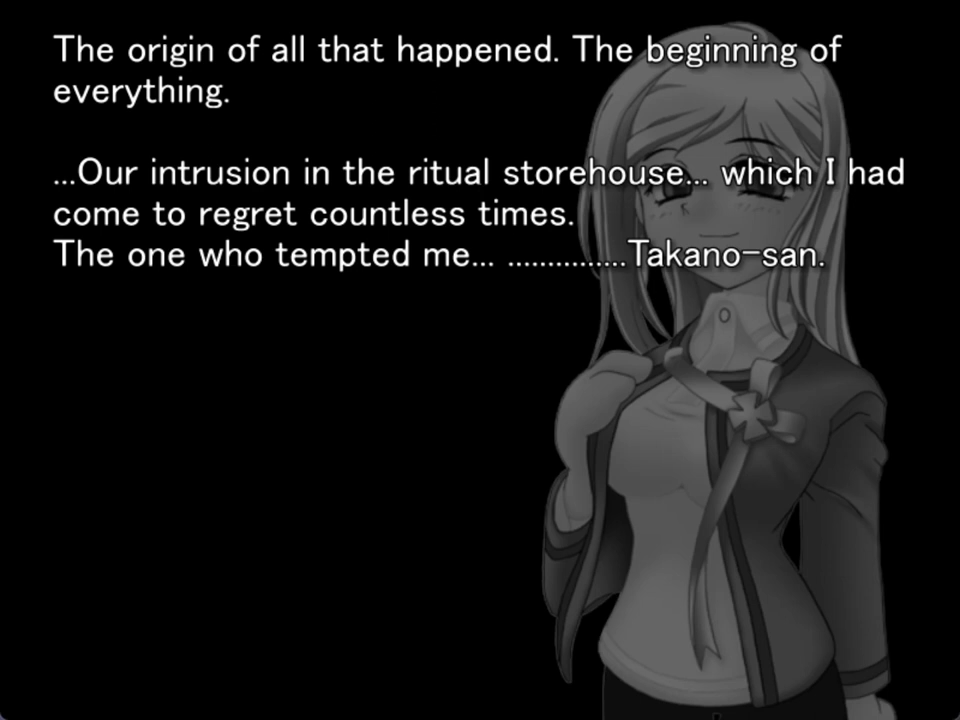 The origin of all that happened. The beginning of
everything.
...Our intrusion in the ritual storehouse... which I had
come to regret countless times.
The one who tempted me... ...............Takano-san.